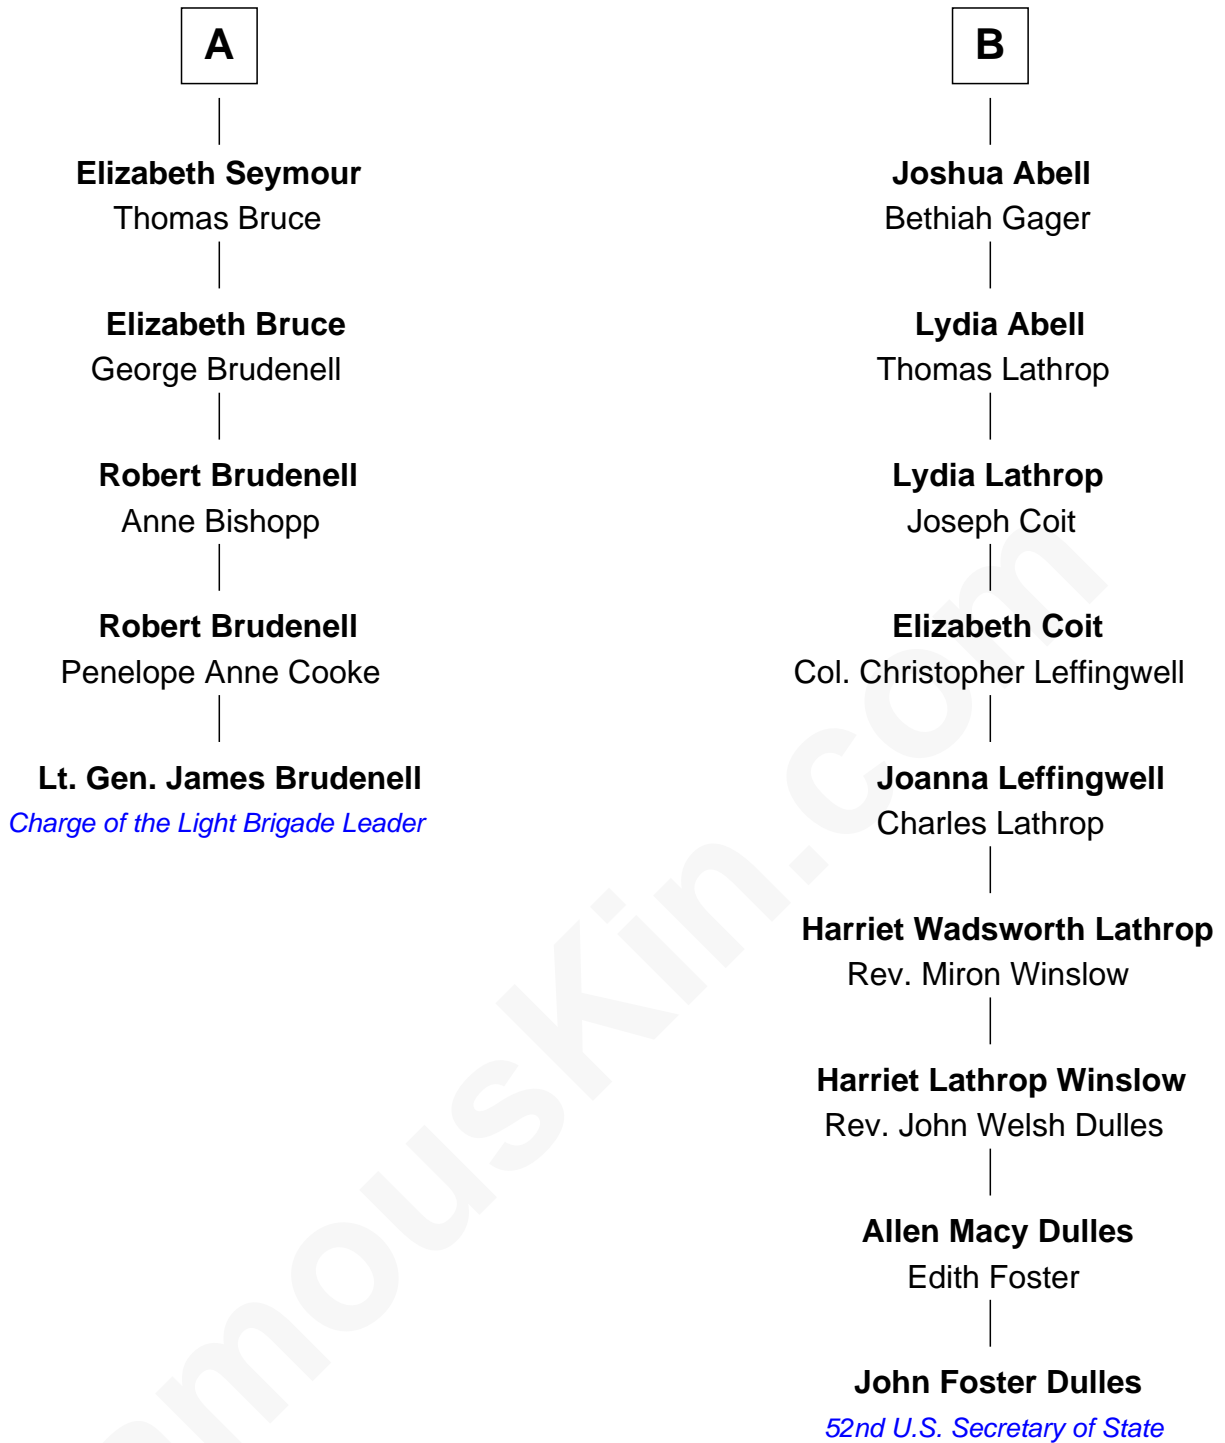 A
Elizabeth Seymour
Thomas Bruce
Elizabeth Bruce
George Brudenell
Robert Brudenell
Anne Bishopp
Robert Brudenell
Penelope Anne Cooke
Lt. Gen. James Brudenell
Charge of the Light Brigade Leader
B
Joshua Abell
Bethiah Gager
Lydia Abell
Thomas Lathrop
Lydia Lathrop
Joseph Coit
Elizabeth Coit
Col. Christopher Leffingwell
Joanna Leffingwell
Charles Lathrop
Harriet Wadsworth Lathrop
Rev. Miron Winslow
Harriet Lathrop Winslow
Rev. John Welsh Dulles
Allen Macy Dulles
Edith Foster
John Foster Dulles
52nd U.S. Secretary of State
amousKin.com